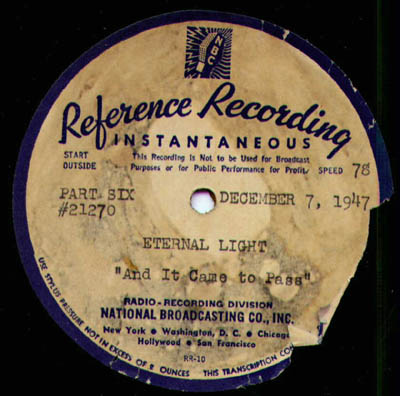 NBC
Reference Recording
INSTANTANEOUS
START
OUTSIDE
This Recording is Not to be Used for Broadcast
Purposes or for Public Performance for Profit.
SPEED 78
PART SIX
DECEMBER 7, 1947
#21270
ETERNAL LIGHT
"And It Came to Pass"
RADIO-RECORDING DIVISION
NATIONAL BROADCASTING CO., INC.
New York • Washington, D. C. • Chicago
Hollywood • San Francisco
RR-10
USE STYLUS PRESSURE NOT IN EXCESS OF 2 OUNCES THIS TRANSCRIPTION